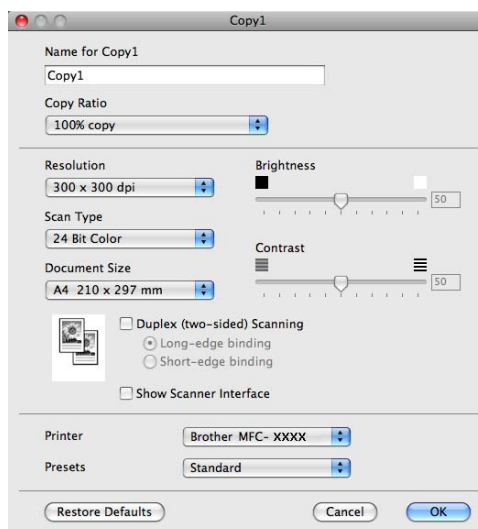 Copy1
Name for Copy1
Copy1
Copy Ratio
100% copy
Resolution
300 x 300 dpi
Scan Type
24 Bit Color
Document Size
A4 210 x 297 mm
Brightness
50
Contrast
50
Duplex (two-sided) Scanning
Long-edge binding
Short-edge binding
Show Scanner Interface
Printer
Brother MFC- XXXX
Presets
Standard
Restore Defaults
Cancel
OK